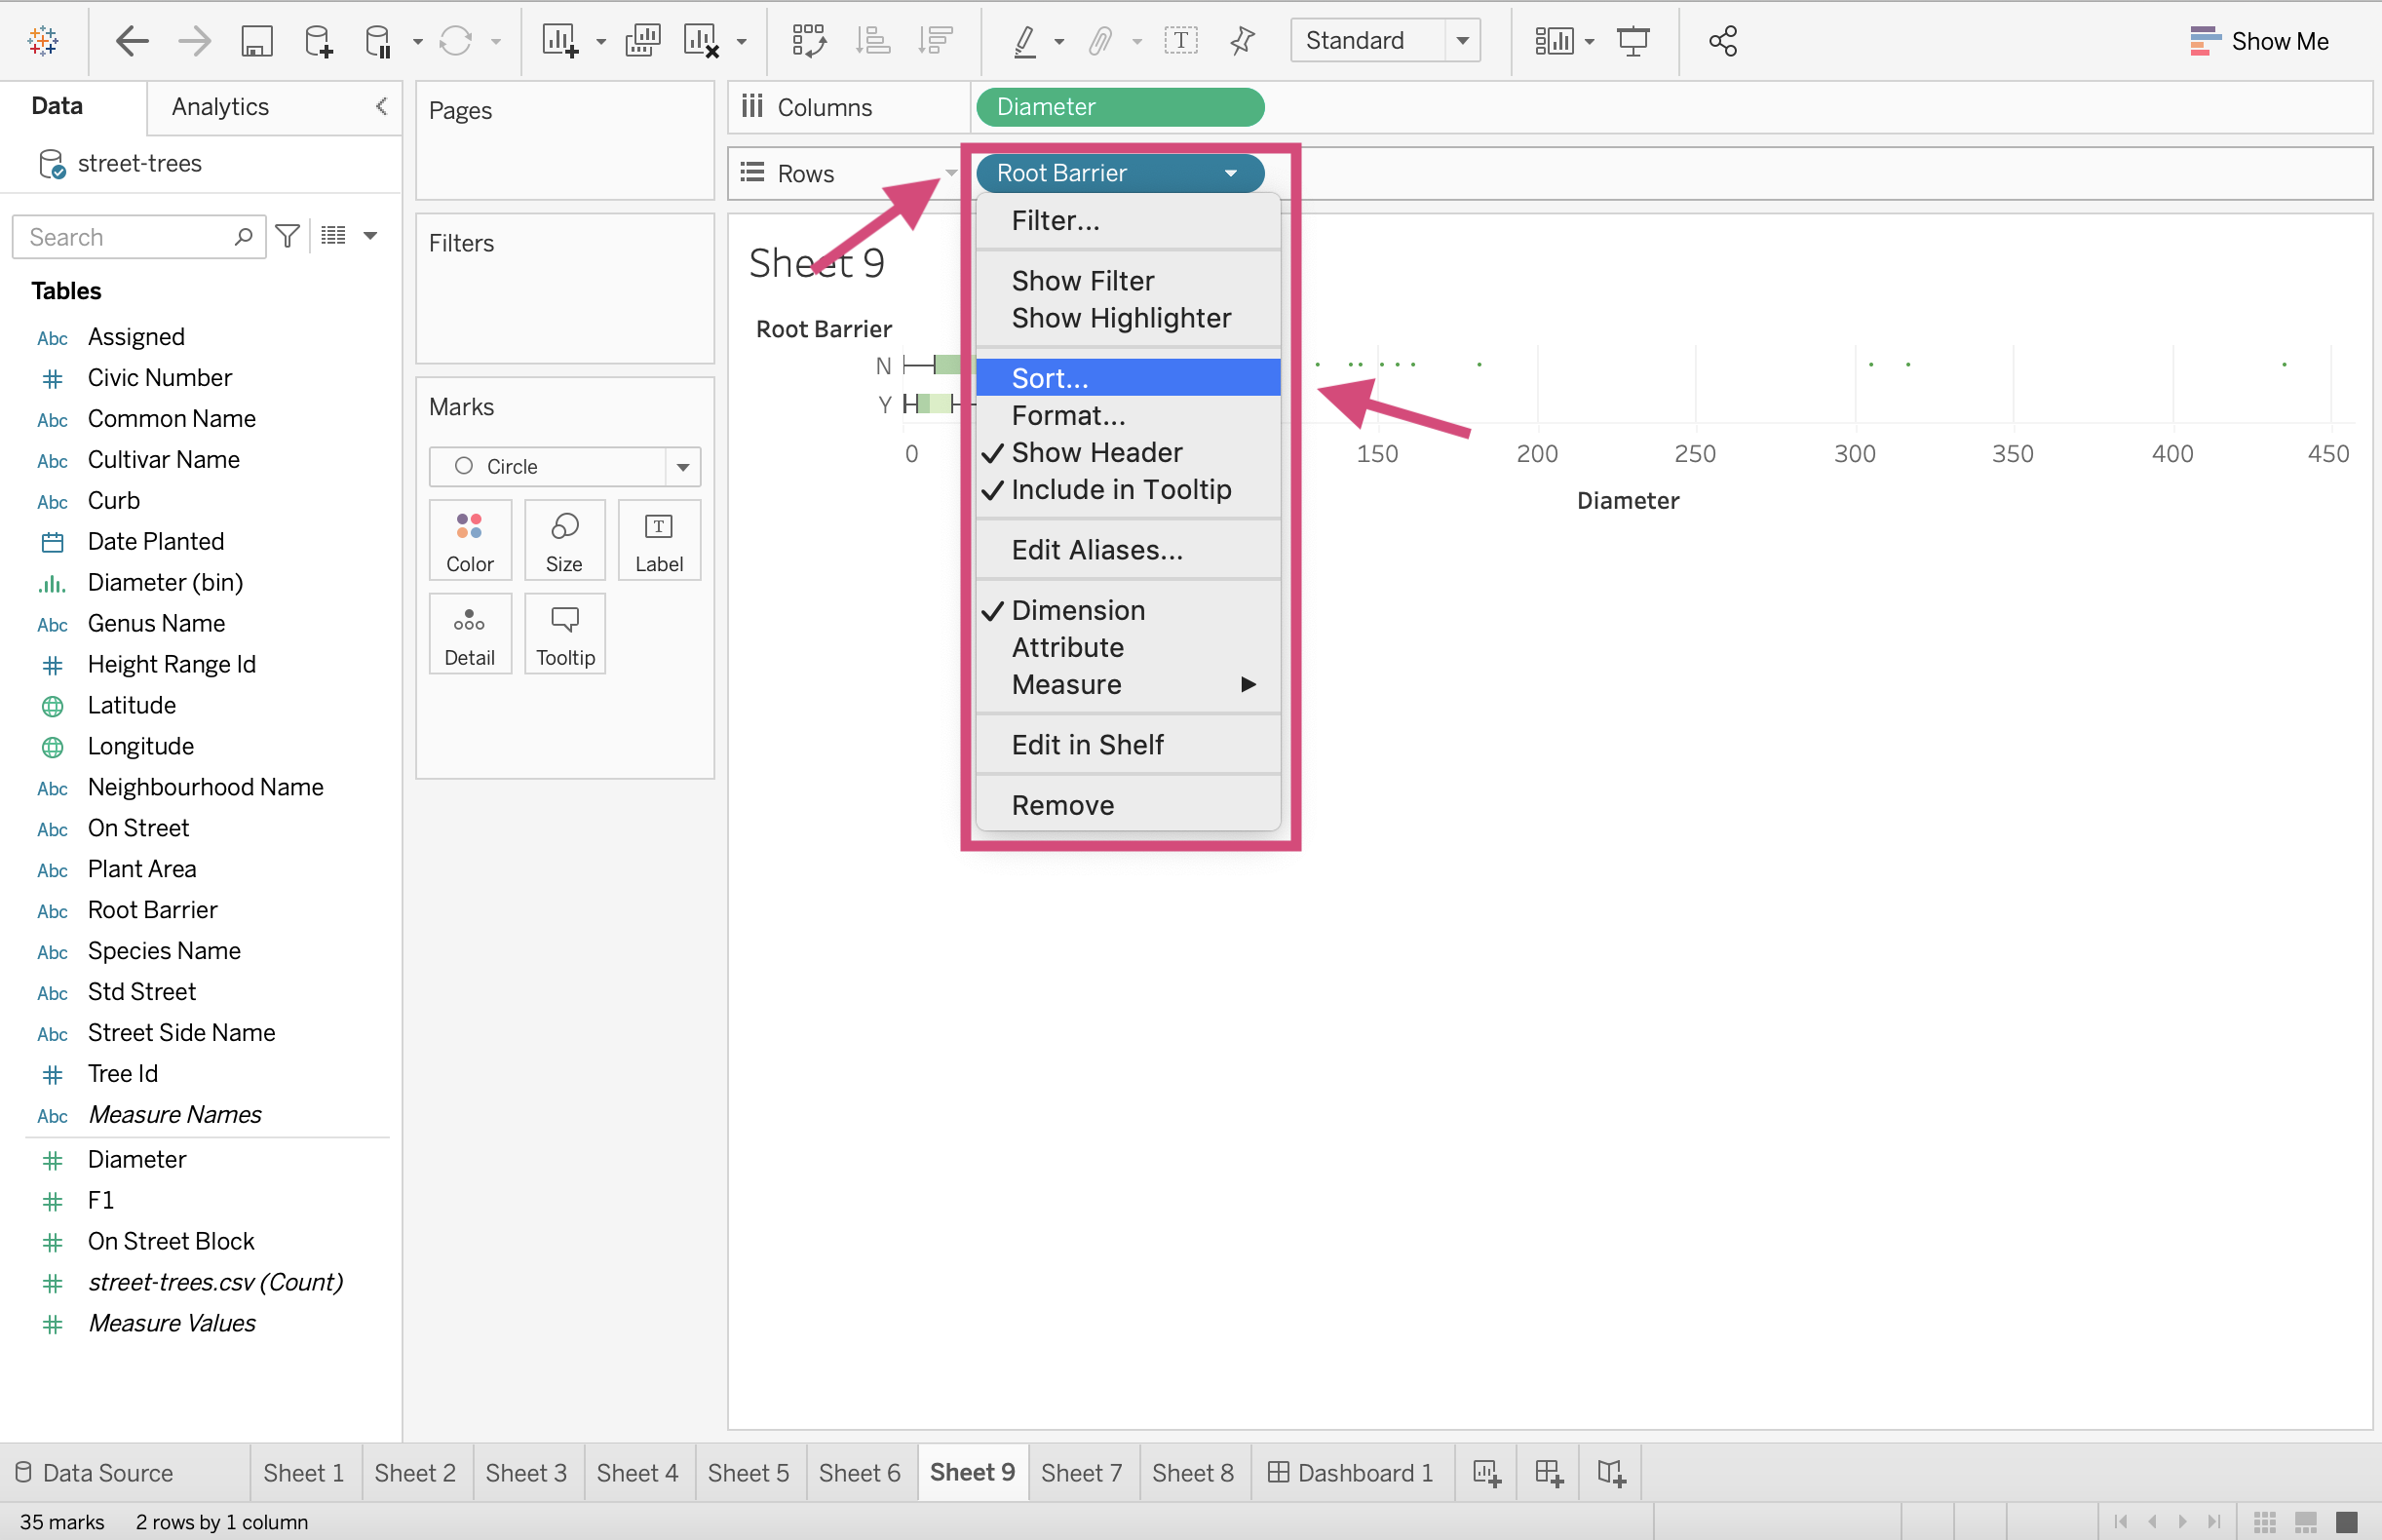 Standard
Show Me
Data
Analytics
street-trees
Search
Tables
Abc Assigned
Civic Number
Abc Common Name
Abc Cultivar Name
Abc Curb
Date Planted
Diameter (bin)
Abc Genus Name
Height Range Id
Latitude
Longitude
Abc Neighbourhood Name
Abc On Street
Abc Plant Area
Abc Root Barrier
Abc Species Name
Abc Std Street
Abc Street Side Name
Tree Id
Abc Measure Names
Diameter
F1
On Street Block
street-trees.csv (Count)
Measure Values
Pages
Filters
Marks
Circle
Color
Size
T
Label
Detail
Tooltip
Columns
Diameter
Rows
Root Barrier
Filter...
Show Filter
Show Highlighter
Sort...
Format...
Show Header
Include in Tooltip
Edit Aliases...
Dimension
Attribute
Measure
Edit in Shelf
Remove
Sheet 9
Root Barrier
N
Y
0 150 200 250 300 350 400 450
Diameter
Data Source Sheet 1 Sheet 2 Sheet 3 Sheet 4 Sheet 5 Sheet 6 Sheet 9 Sheet 7 Sheet 8 Dashboard 1
35 marks 2 rows by 1 column